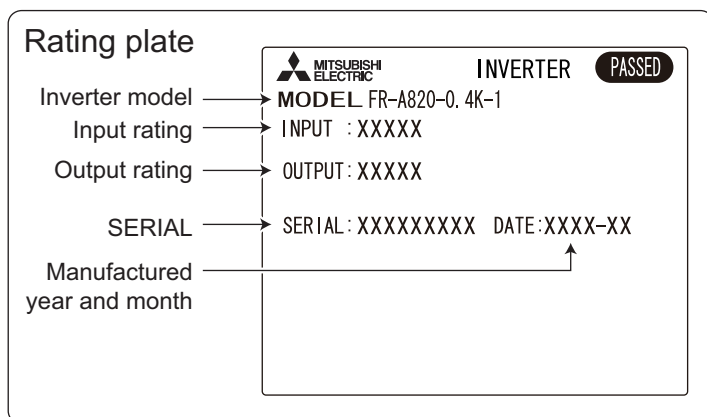 Rating plate
MITSUBISHI
ELECTRIC
INVERTER
PASSED
Inverter model
MODEL FR-A820-0.4K-1
Input rating
INPUT :XXXXX
Output rating
OUTPUT:XXXXX
SERIAL
SERIAL:XXXXXXXXX DATE:XXXX-XX
Manufactured
year and month